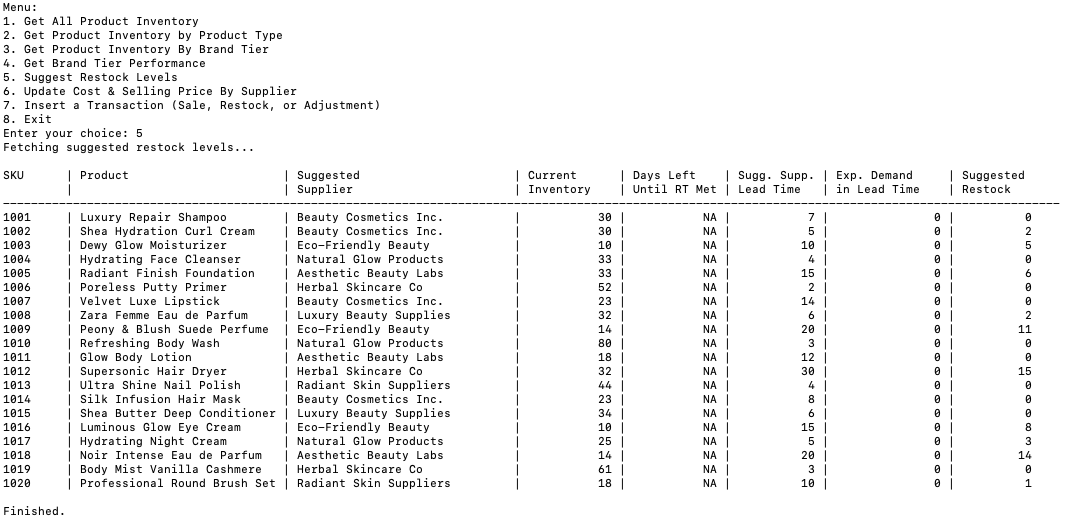 Menu:
1. Get All Product Inventory
2. Get Product Inventory by Product Type
3. Get Product Inventory By Brand Tier
4. Get Brand Tier Performance
5. Suggest Restock Levels
6. Update Cost & Selling Price By Supplier
7. Insert a Transaction (Sale, Restock, or Adjustment)
8. Exit
Enter your choice: 5
Fetching suggested restock levels...
SKU | Product | Suggested | Current | Days Left | Sugg. Supp. | Exp. Demand | Suggested
| | Supplier | Inventory | Until RT Met | Lead Time | in Lead Time | Restock
1001 | Luxury Repair Shampoo | Beauty Cosmetics Inc. | 30 | NA | 7 | 0 | 0
1002 | Shea Hydration Curl Cream | Beauty Cosmetics Inc. | 30 | NA | 5 | 0 | 2
1003 | Dewy Glow Moisturizer | Eco-Friendly Beauty | 10 | NA | 10 | 0 | 5
1004 | Hydrating Face Cleanser | Natural Glow Products | 33 | NA | 4 | 0 | 0
1005 | Radiant Finish Foundation | Aesthetic Beauty Labs | 33 | NA | 15 | 0 | 6
1006 | Poreless Putty Primer | Herbal Skincare Co | 52 | NA | 2 | 0 | 0
1007 | Velvet Luxe Lipstick | Beauty Cosmetics Inc. | 23 | NA | 14 | 0 | 0
1008 | Zara Femme Eau de Parfum | Luxury Beauty Supplies | 32 | NA | 6 | 0 | 2
1009 | Peony & Blush Suede Perfume | Eco-Friendly Beauty | 14 | NA | 20 | 0 | 11
1010 | Refreshing Body Wash | Natural Glow Products | 80 | NA | 3 | 0 | 0
1011 | Glow Body Lotion | Aesthetic Beauty Labs | 18 | NA | 12 | 0 | 0
1012 | Supersonic Hair Dryer | Herbal Skincare Co | 32 | NA | 30 | 0 | 15
1013 | Ultra Shine Nail Polish | Radiant Skin Suppliers | 44 | NA | 4 | 0 | 0
1014 | Silk Infusion Hair Mask | Beauty Cosmetics Inc. | 23 | NA | 8 | 0 | 0
1015 | Shea Butter Deep Conditioner | Luxury Beauty Supplies | 34 | NA | 6 | 0 | 0
1016 | Luminous Glow Eye Cream | Eco-Friendly Beauty | 10 | NA | 15 | 0 | 8
1017 | Hydrating Night Cream | Natural Glow Products | 25 | NA | 5 | 0 | 3
1018 | Noir Intense Eau de Parfum | Aesthetic Beauty Labs | 14 | NA | 20 | 0 | 14
1019 | Body Mist Vanilla Cashmere | Herbal Skincare Co | 61 | NA | 3 | 0 | 0
1020 | Professional Round Brush Set | Radiant Skin Suppliers | 18 | NA | 10 | 0 | 1
Finished.